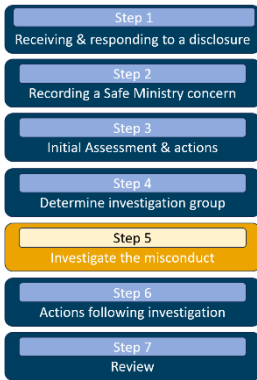 Step 1
Receiving & responding to a disclosure
Step 2
Recording a Safe Ministry concern
Step 3
Initial Assessment & actions
Step 4
Determine investigation group
Step 5
Investigate the misconduct
Step 6
Actions following investigation
Step 7
Review